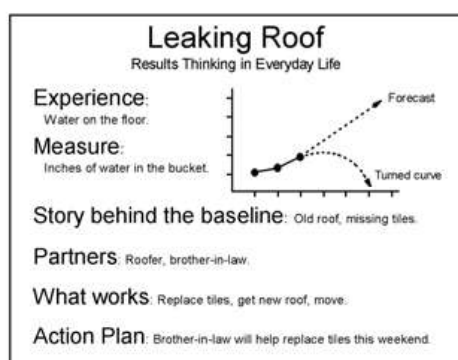 Leaking Roof
Results Thinking in Everyday Life
Experience:
Water on the floor.
Measure:
Inches of water in the bucket.
Forecast
Turned curve
Story behind the baseline: Old roof, missing tiles.
Partners: Roofer, brother-in-law.
What works: Replace tiles, get new roof, move.
Action Plan: Brother-in-law will help replace tiles this weekend.